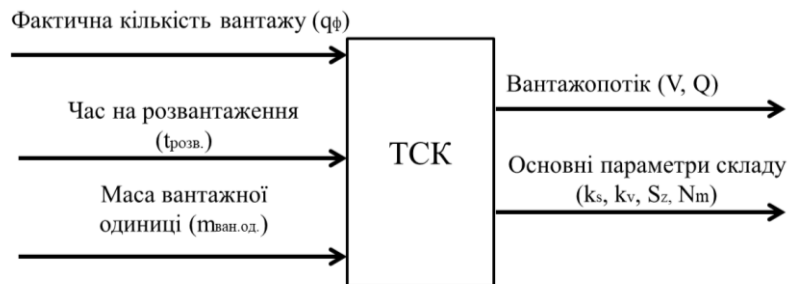 Фактична кількість вантажу (qф)
Час на розвантаження
(tрозв.)
Маса вантажної
одиниці (mван.од.)
ТСК
Вантажопотік (V, Q)
Основні параметри складу
(ks, kv, Sz, Nm)